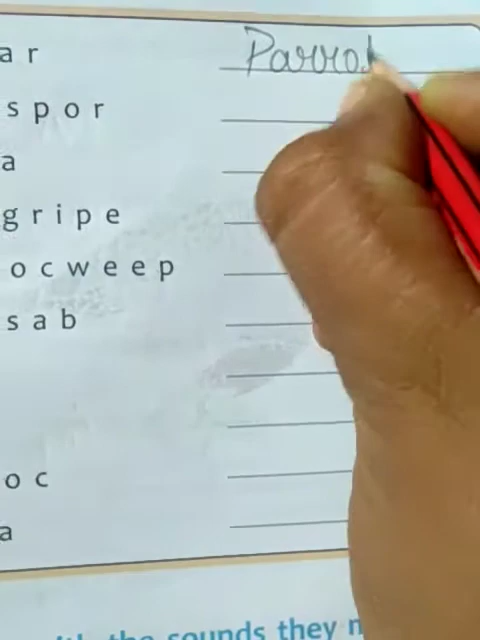 a r Parrot
s p o r
a
g r i p e
o c w e e p
s a b
o c
a
the sounds they